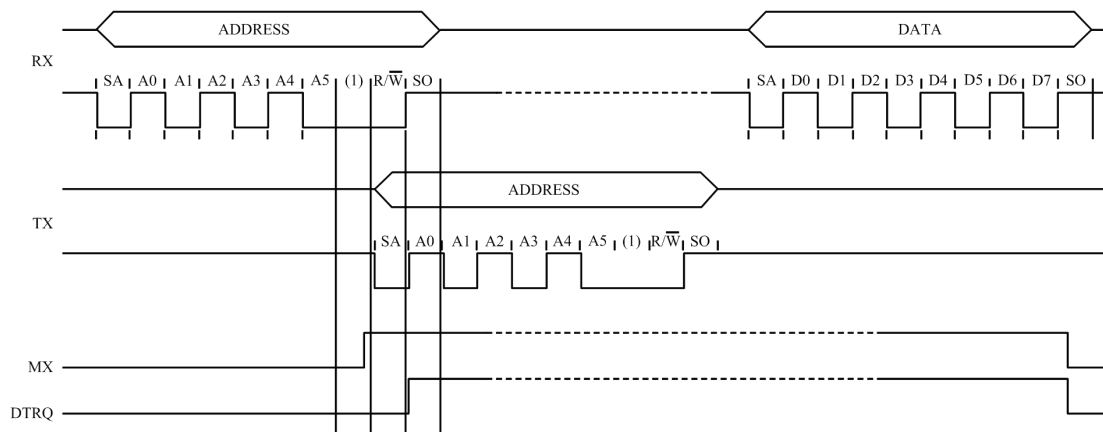 ADDRESS DATA
RX
SA A0 A1 A2 A3 A4 A5 (1) R/W̅ SO SA D0 D1 D2 D3 D4 D5 D6 D7 SO
ADDRESS
TX
SA A0 A1 A2 A3 A4 A5 (1) R/W̅ SO
MX
DTRQ